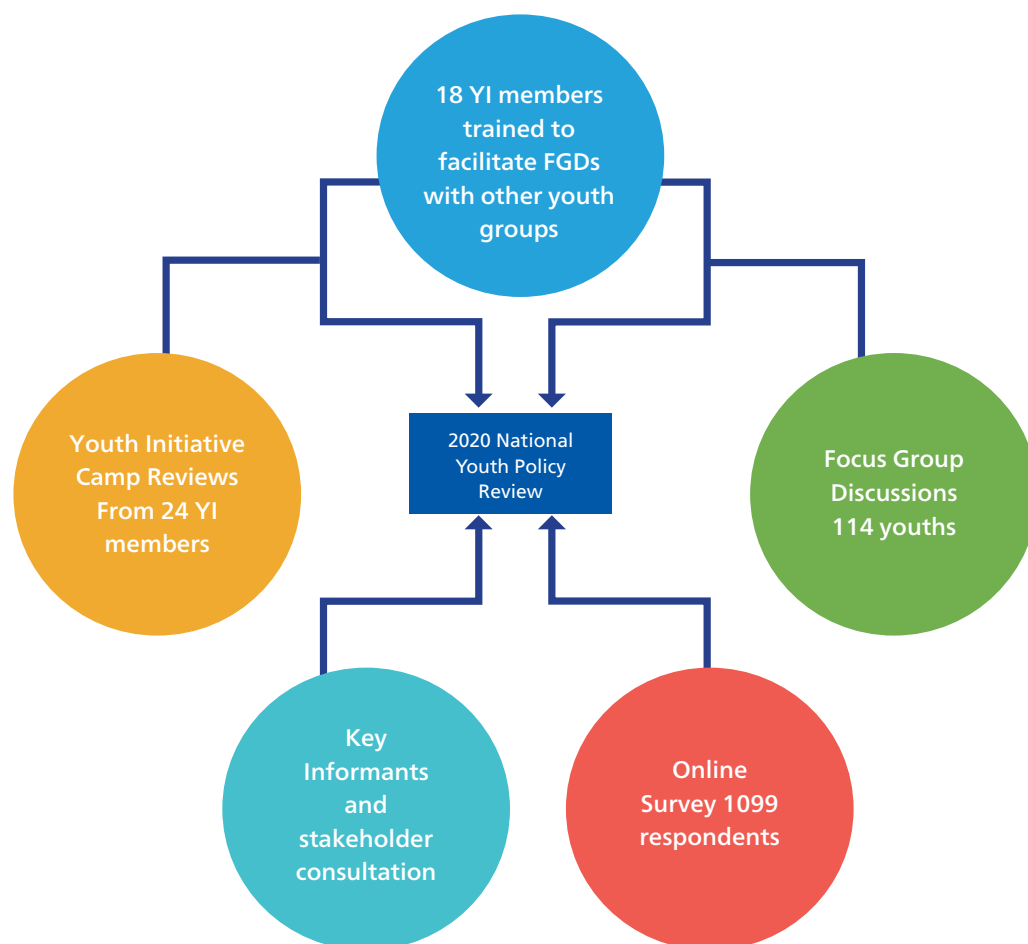 18 YI members
trained to
facilitate FGDs
with other youth
groups
Youth Initiative
Camp Reviews
From 24 YI
members
2020 National
Youth Policy
Review
Focus Group
Discussions
114 youths
Key
Informants
and
stakeholder
consultation
Online
Survey 1099
respondents